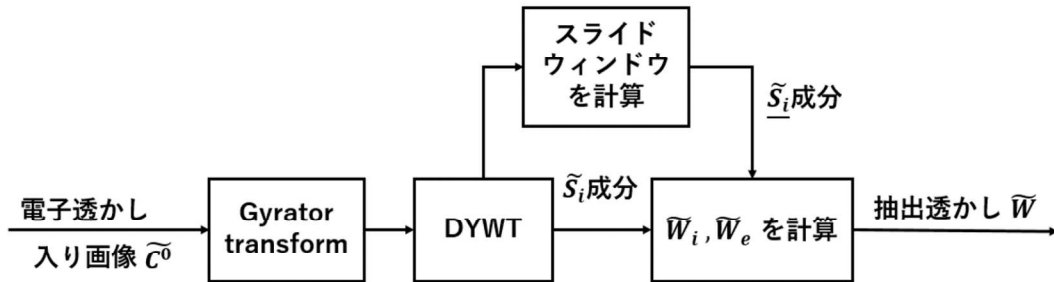 スライド
ウィンドウ
を計算
S̲̃ᵢ成分
電子透かし
入り画像 C̃⁰
Gyrator
transform
DYWT
S̃ᵢ成分
W̃ᵢ , W̃ₑ を計算
抽出透かし W̃